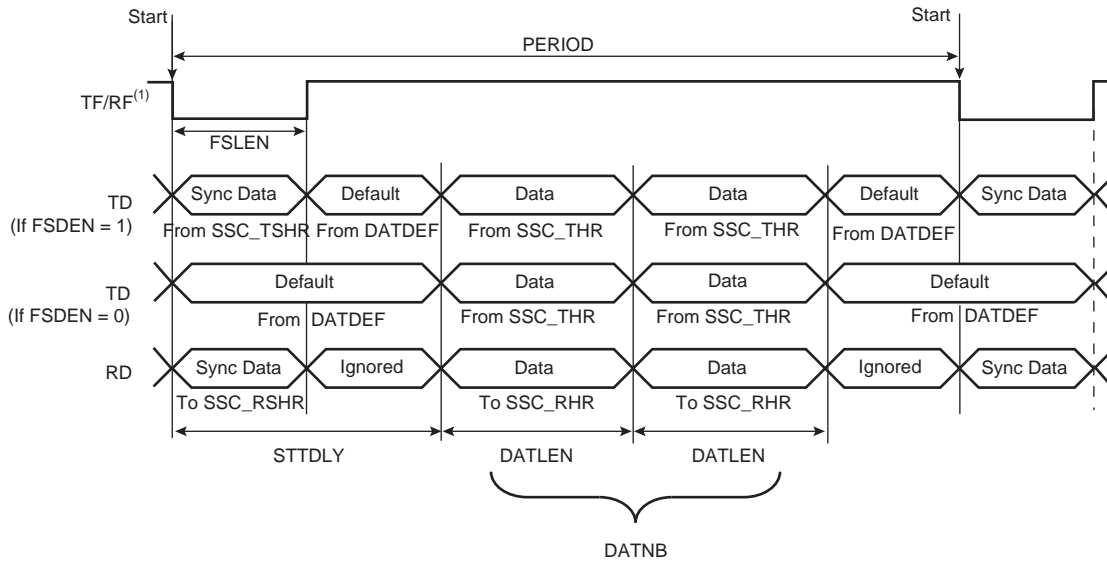 Start Start
PERIOD
TF/RF(1)
FSLEN
TD
(If FSDEN = 1)
Sync Data Default Data Data Default Sync Data
From SSC_TSHR From DATDEF From SSC_THR From SSC_THR From DATDEF
TD
(If FSDEN = 0)
Default Data Data Default
From DATDEF From SSC_THR From SSC_THR From DATDEF
RD Sync Data Ignored Data Data Ignored Sync Data
To SSC_RSHR To SSC_RHR To SSC_RHR
STTDLY DATLEN DATLEN
DATNB